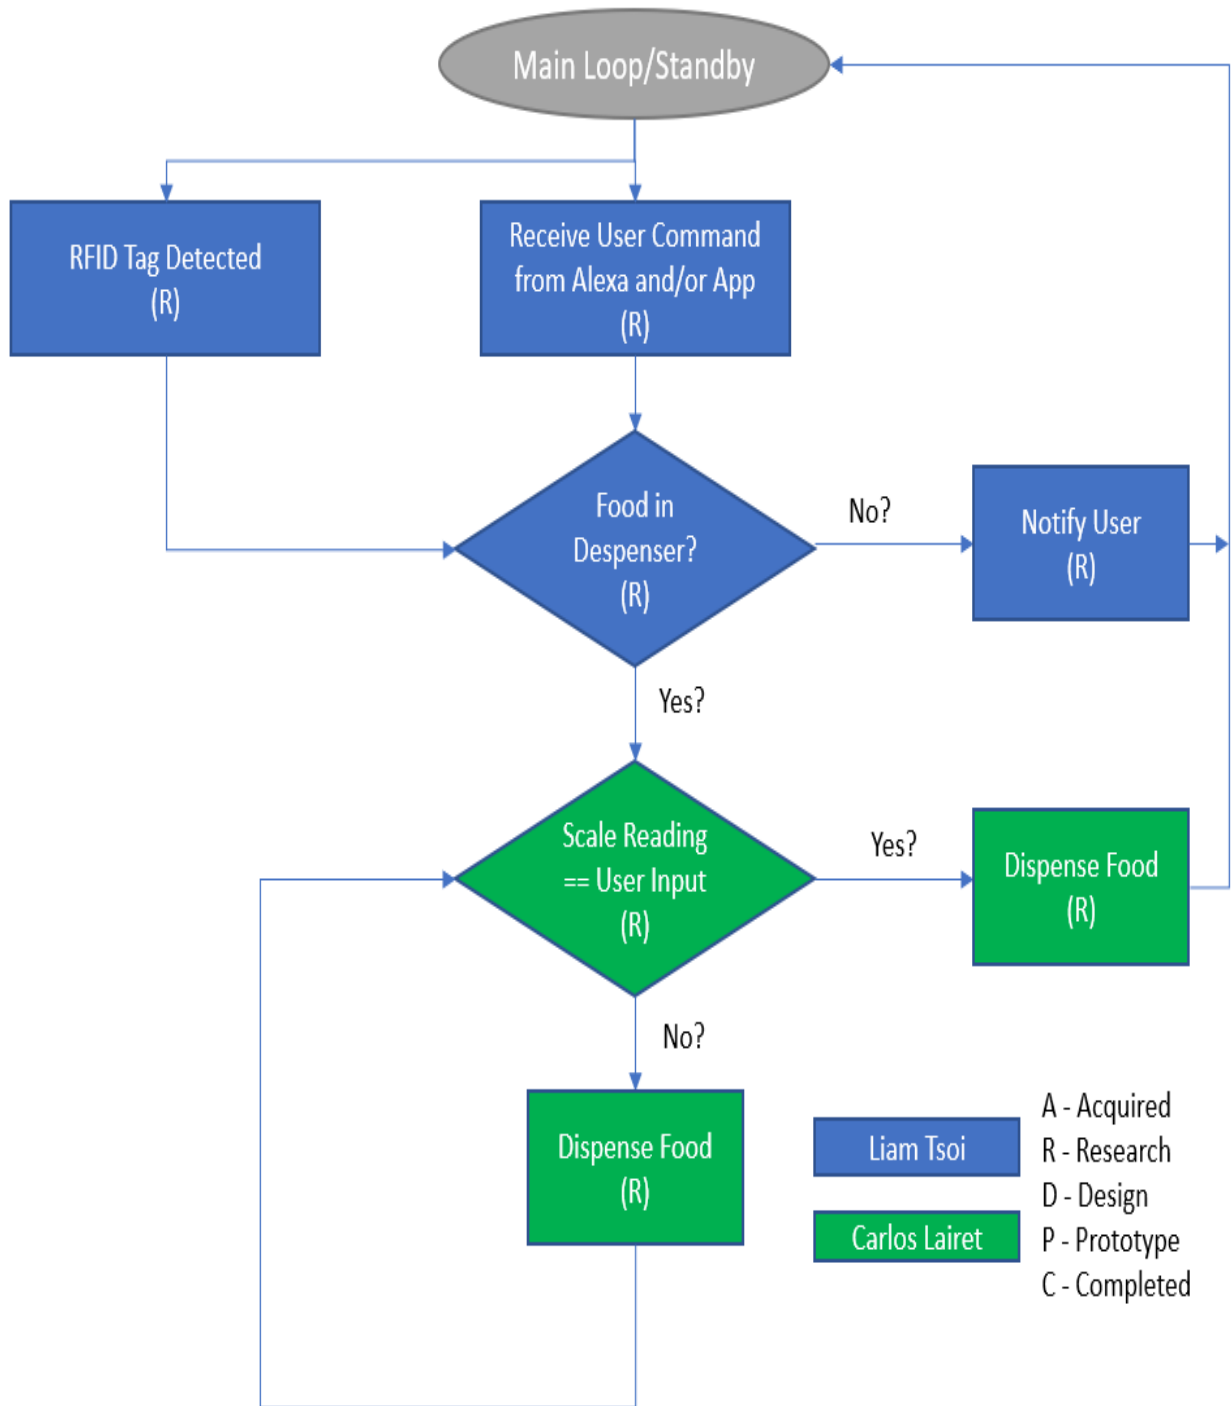 Main Loop/Standby
RFID Tag Detected
(R)
Receive User Command
from Alexa and/or App
(R)
Food in
Despenser?
(R)
No?
Notify User
(R)
Yes?
Scale Reading
== User Input
(R)
Yes?
Dispense Food
(R)
No?
Dispense Food
(R)
Liam Tsoi
Carlos Lairet
A - Acquired
R - Research
D - Design
P - Prototype
C - Completed